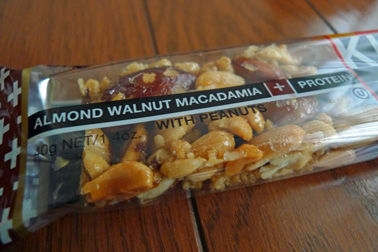 ALMOND WALNUT MACADAMIA + PROTEIN
WITH PEANUTS
40g NET/1.4oz.